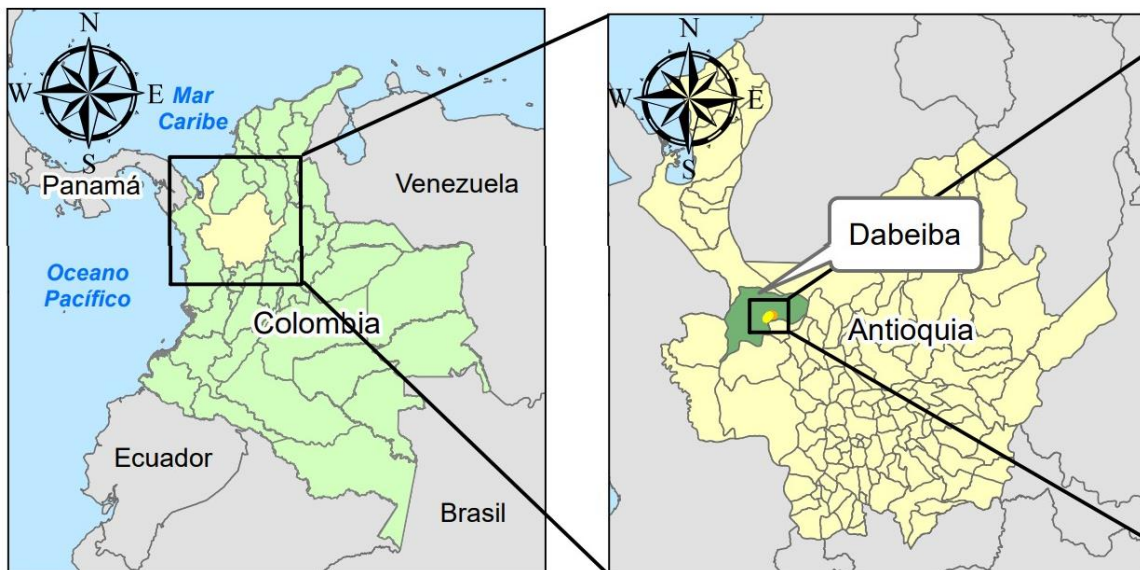 N
W E
S
Mar
Caribe
Panamá
Venezuela
Oceano
Pacífico
Colombia
Ecuador
Brasil
N
W E
S
Dabeiba
Antioquia